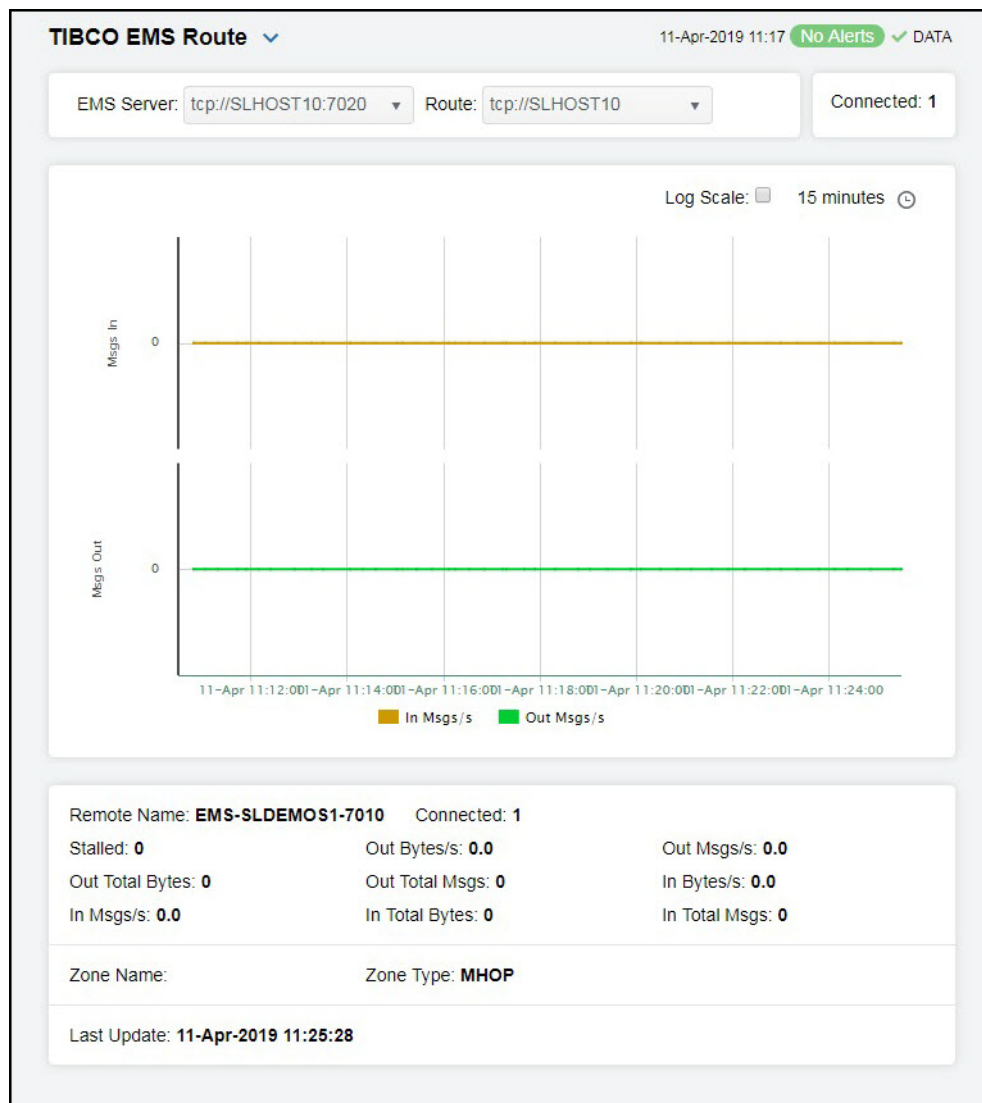 TIBCO EMS Route 11-Apr-2019 11:17 No Alerts DATA
EMS Server: tcp://SLHOST10:7020 Route: tcp://SLHOST10 Connected: 1
Log Scale: 15 minutes
Msgs In
0
Msgs Out
0
11-Apr 11:12:00 11-Apr 11:14:00 11-Apr 11:16:00 11-Apr 11:18:00 11-Apr 11:20:00 11-Apr 11:22:00 11-Apr 11:24:00
In Msgs/s Out Msgs/s
Remote Name: EMS-SLDEMOS1-7010 Connected: 1
Stalled: 0 Out Bytes/s: 0.0 Out Msgs/s: 0.0
Out Total Bytes: 0 Out Total Msgs: 0 In Bytes/s: 0.0
In Msgs/s: 0.0 In Total Bytes: 0 In Total Msgs: 0
Zone Name: Zone Type: MHOP
Last Update: 11-Apr-2019 11:25:28